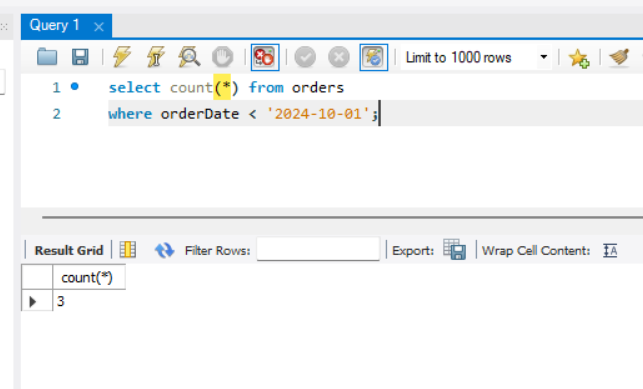 Query 1
Limit to 1000 rows
1 select count(*) from orders
2 where orderDate < '2024-10-01';
Result Grid Filter Rows: Export: Wrap Cell Content:
count(*)
3